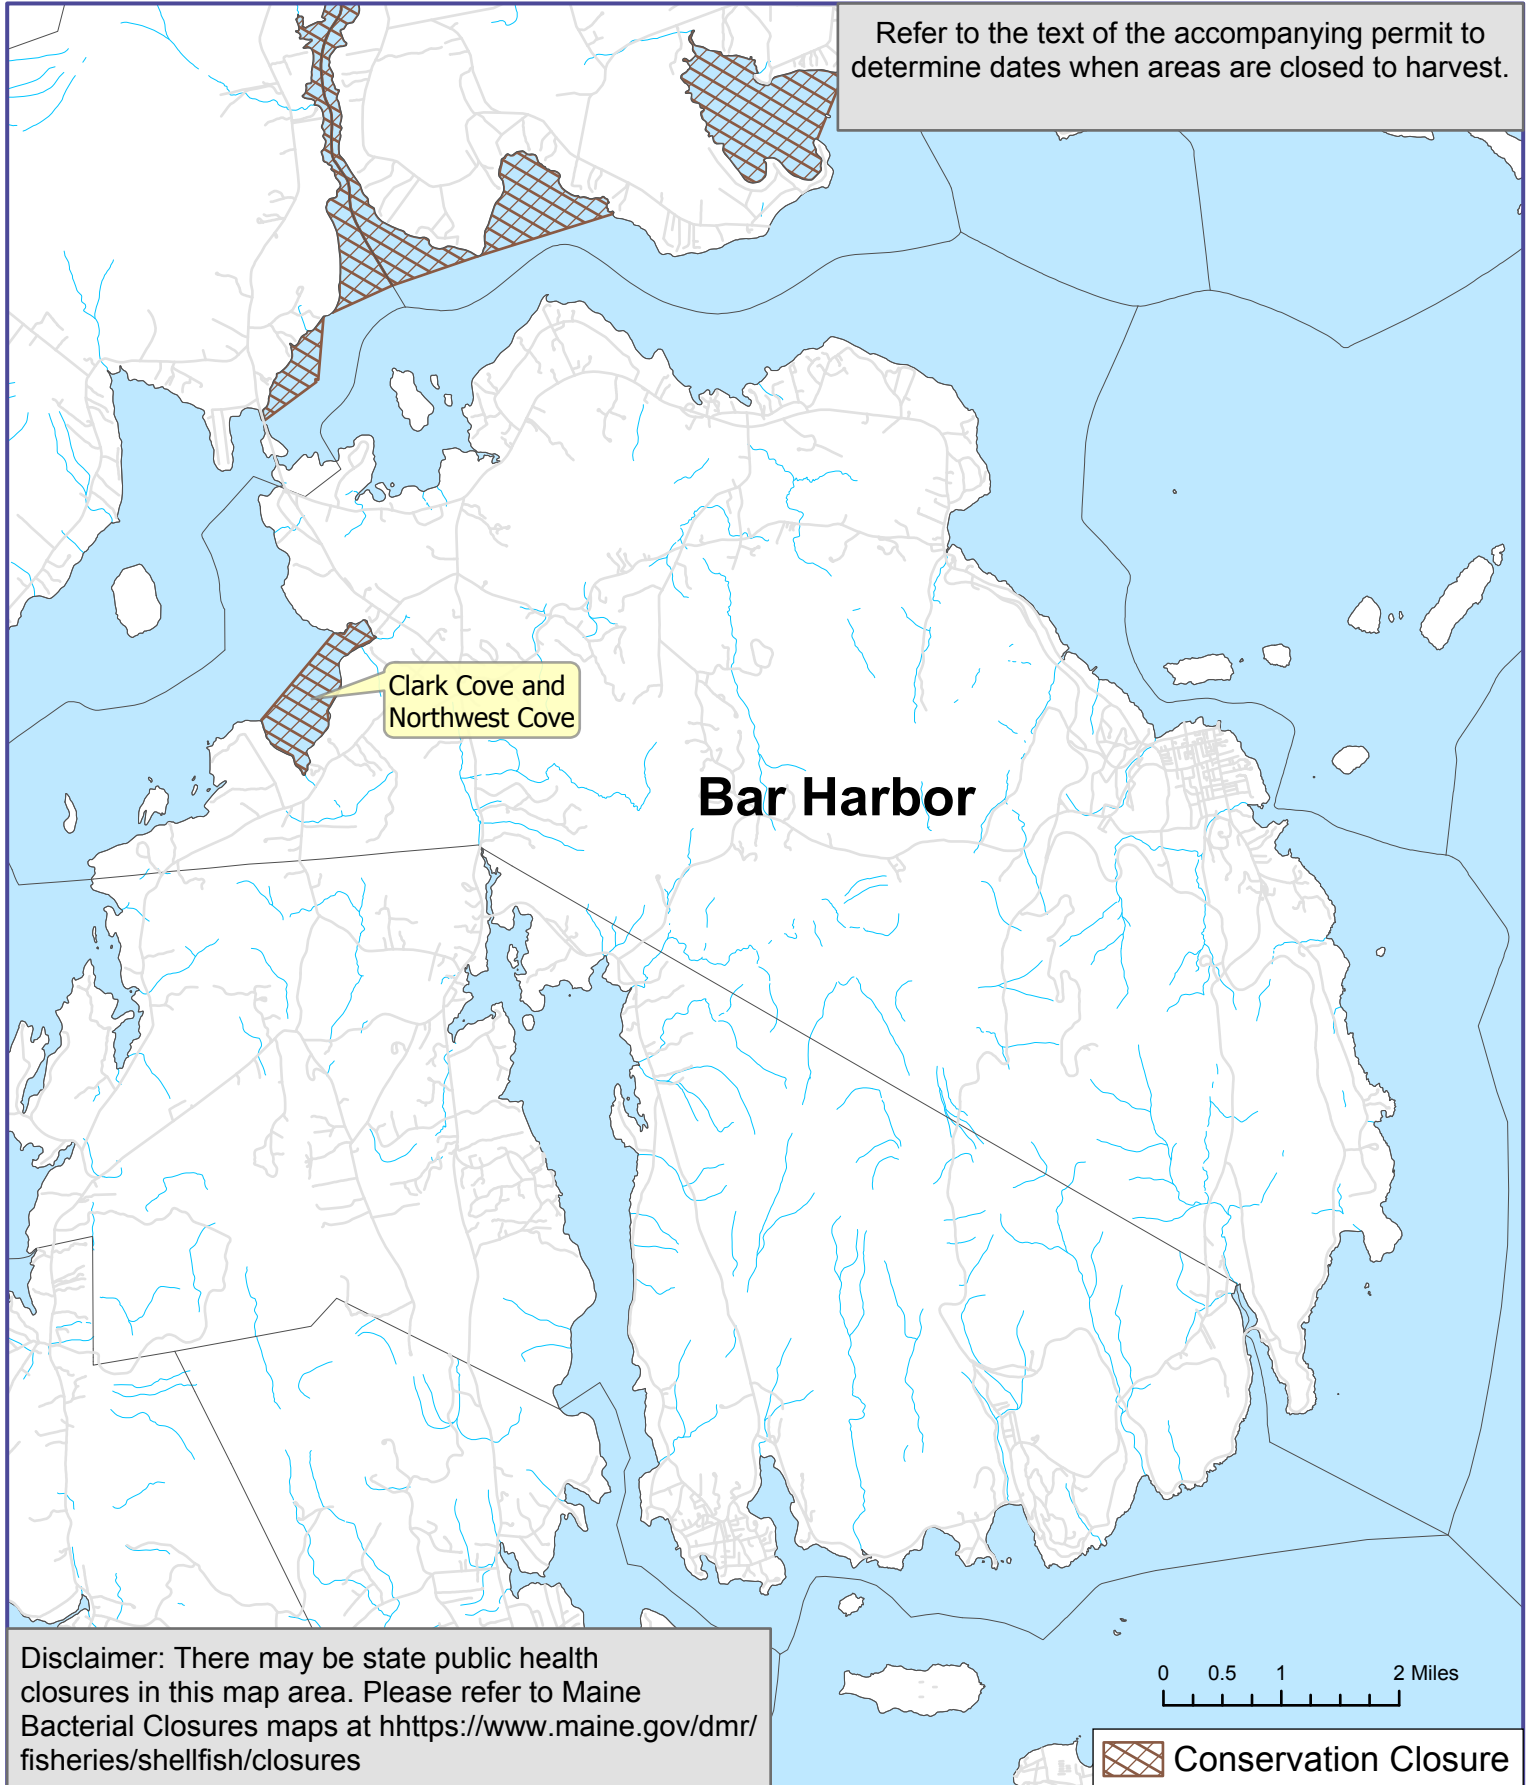 Refer to the text of the accompanying permit to
determine dates when areas are closed to harvest.
Clark Cove and
Northwest Cove
Bar Harbor
Disclaimer: There may be state public health
closures in this map area. Please refer to Maine
Bacterial Closures maps at hhttps://www.maine.gov/dmr/
fisheries/shellfish/closures
0 0.5 1 2 Miles
Conservation Closure